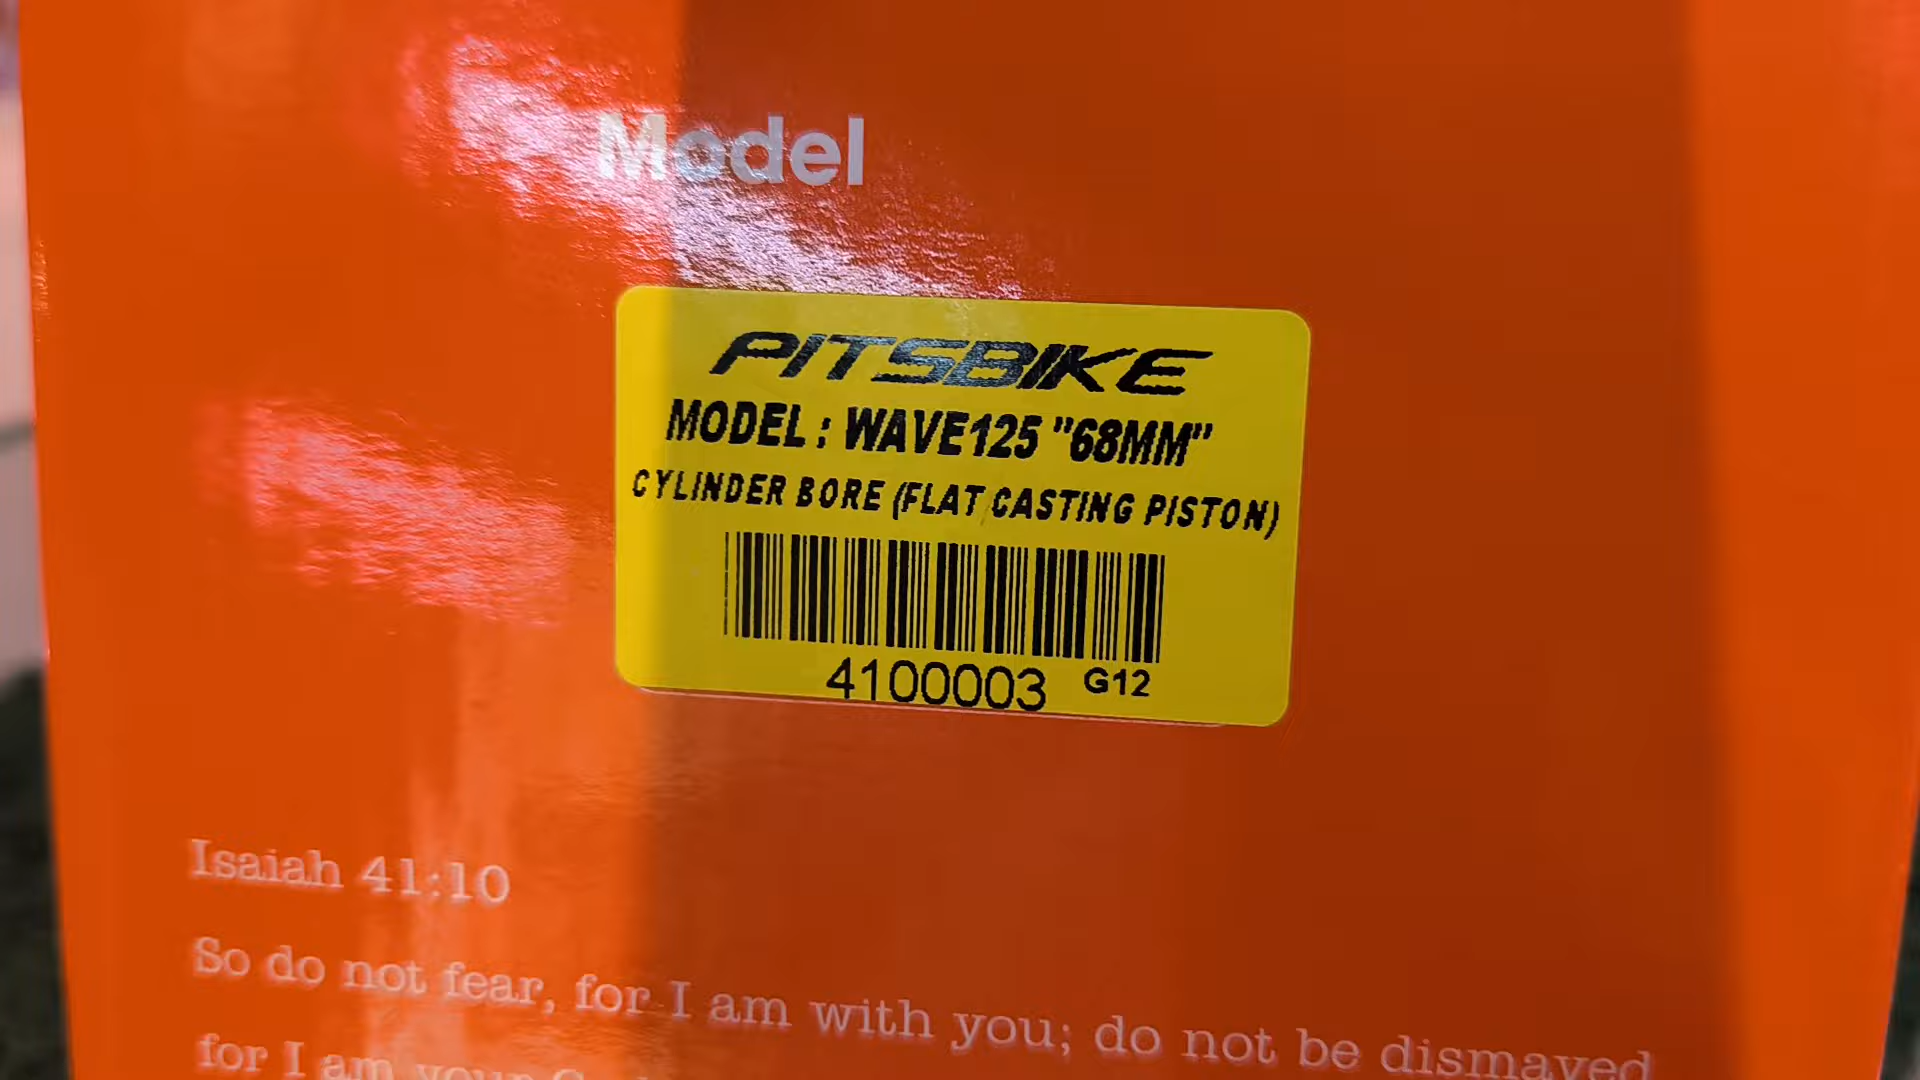 Model
PITSBIKE
MODEL : WAVE125 "68MM"
CYLINDER BORE (FLAT CASTING PISTON)
4100003 G12
Isaiah 41:10
So do not fear, for I am with you; do not be dismayed
for I am your